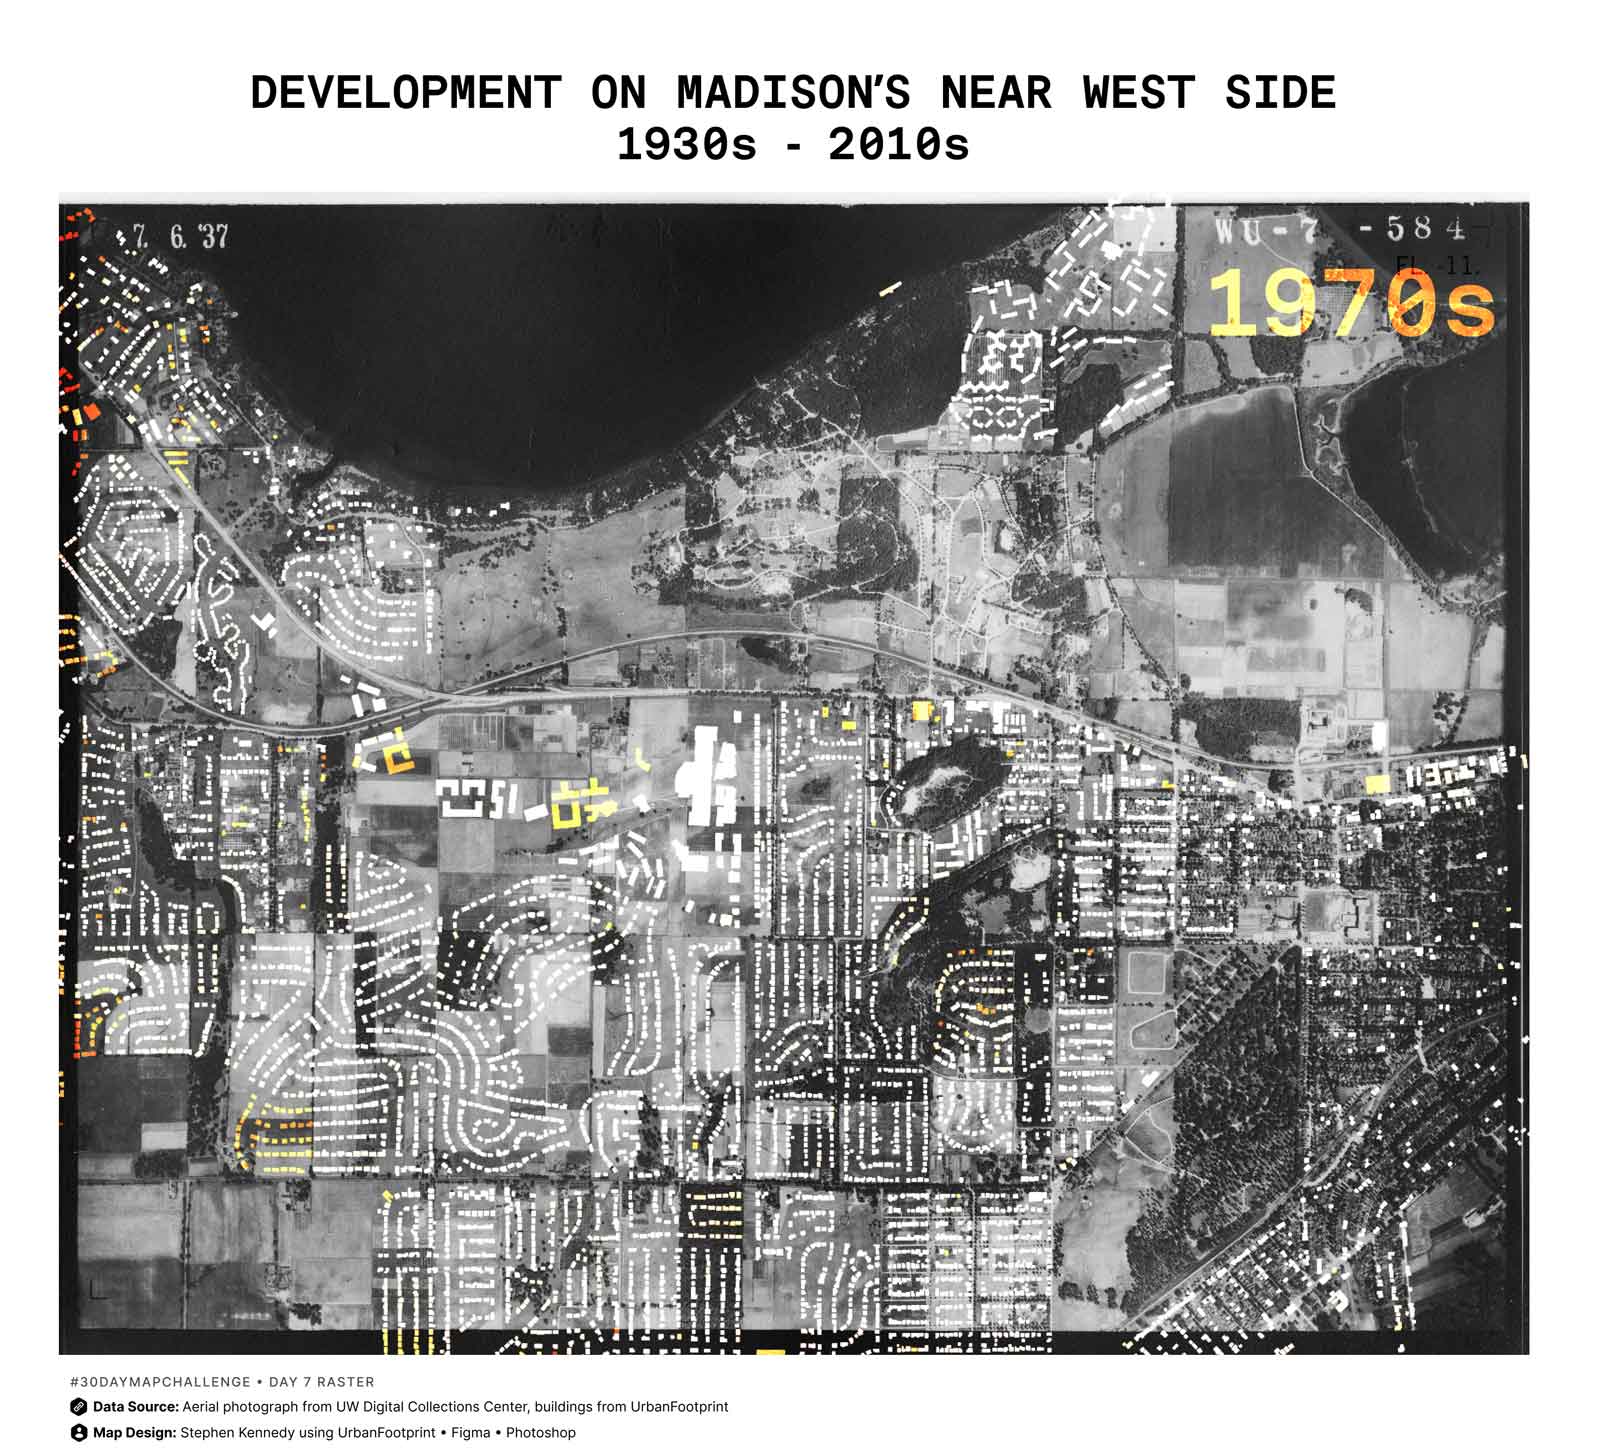 DEVELOPMENT ON MADISON'S NEAR WEST SIDE
1930s - 2010s
7. 6. '37
WU-7 -584
FL.-11.
1970s
#30DAYMAPCHALLENGE • DAY 7 RASTER
Data Source: Aerial photograph from UW Digital Collections Center, buildings from UrbanFootprint
Map Design: Stephen Kennedy using UrbanFootprint • Figma • Photoshop